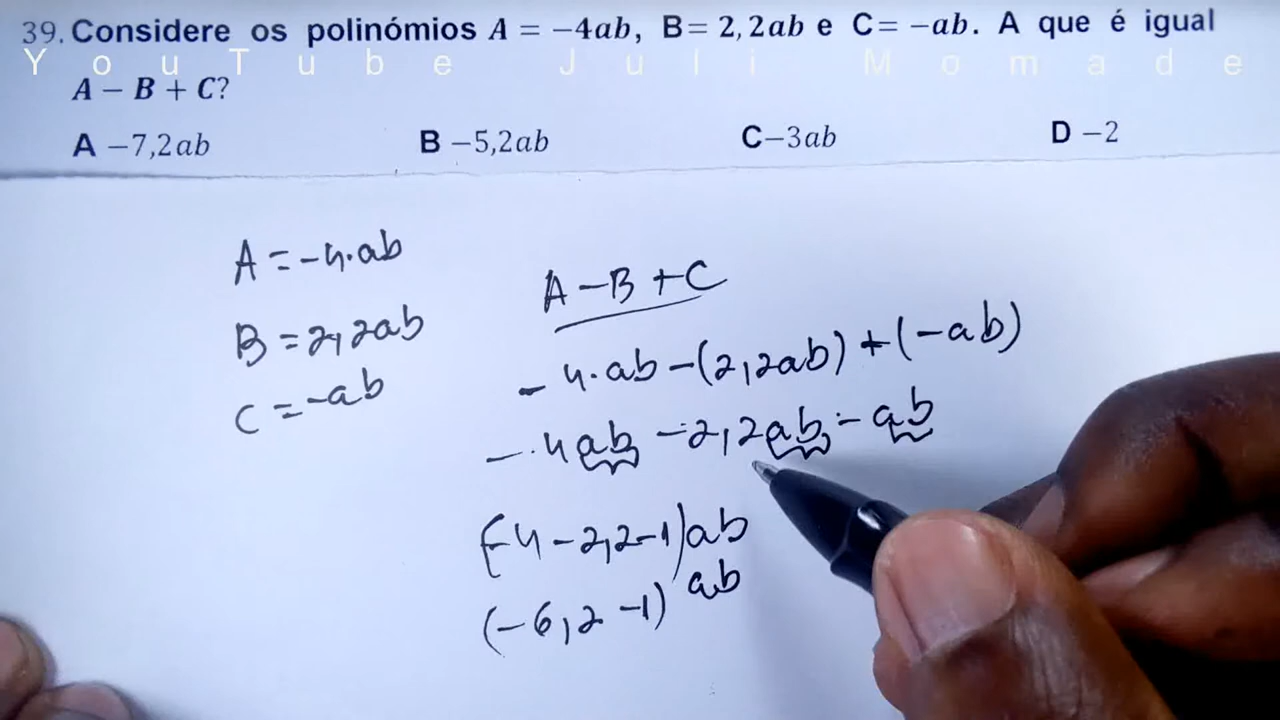 39. Considere os polinómios A = −4ab, B= 2,2ab e C= −ab. A que é igual
YouTube Juli Momade
A − B + C?
A −7,2ab B −5,2ab C−3ab D −2
A = -4·ab
B = 2,2ab
C = -ab
A - B + C
- 4·ab - (2,2ab) + (-ab)
- ·4ab - 2,2ab - ab
(-4 - 2,2 - 1)ab
(-6,2 - 1) ab